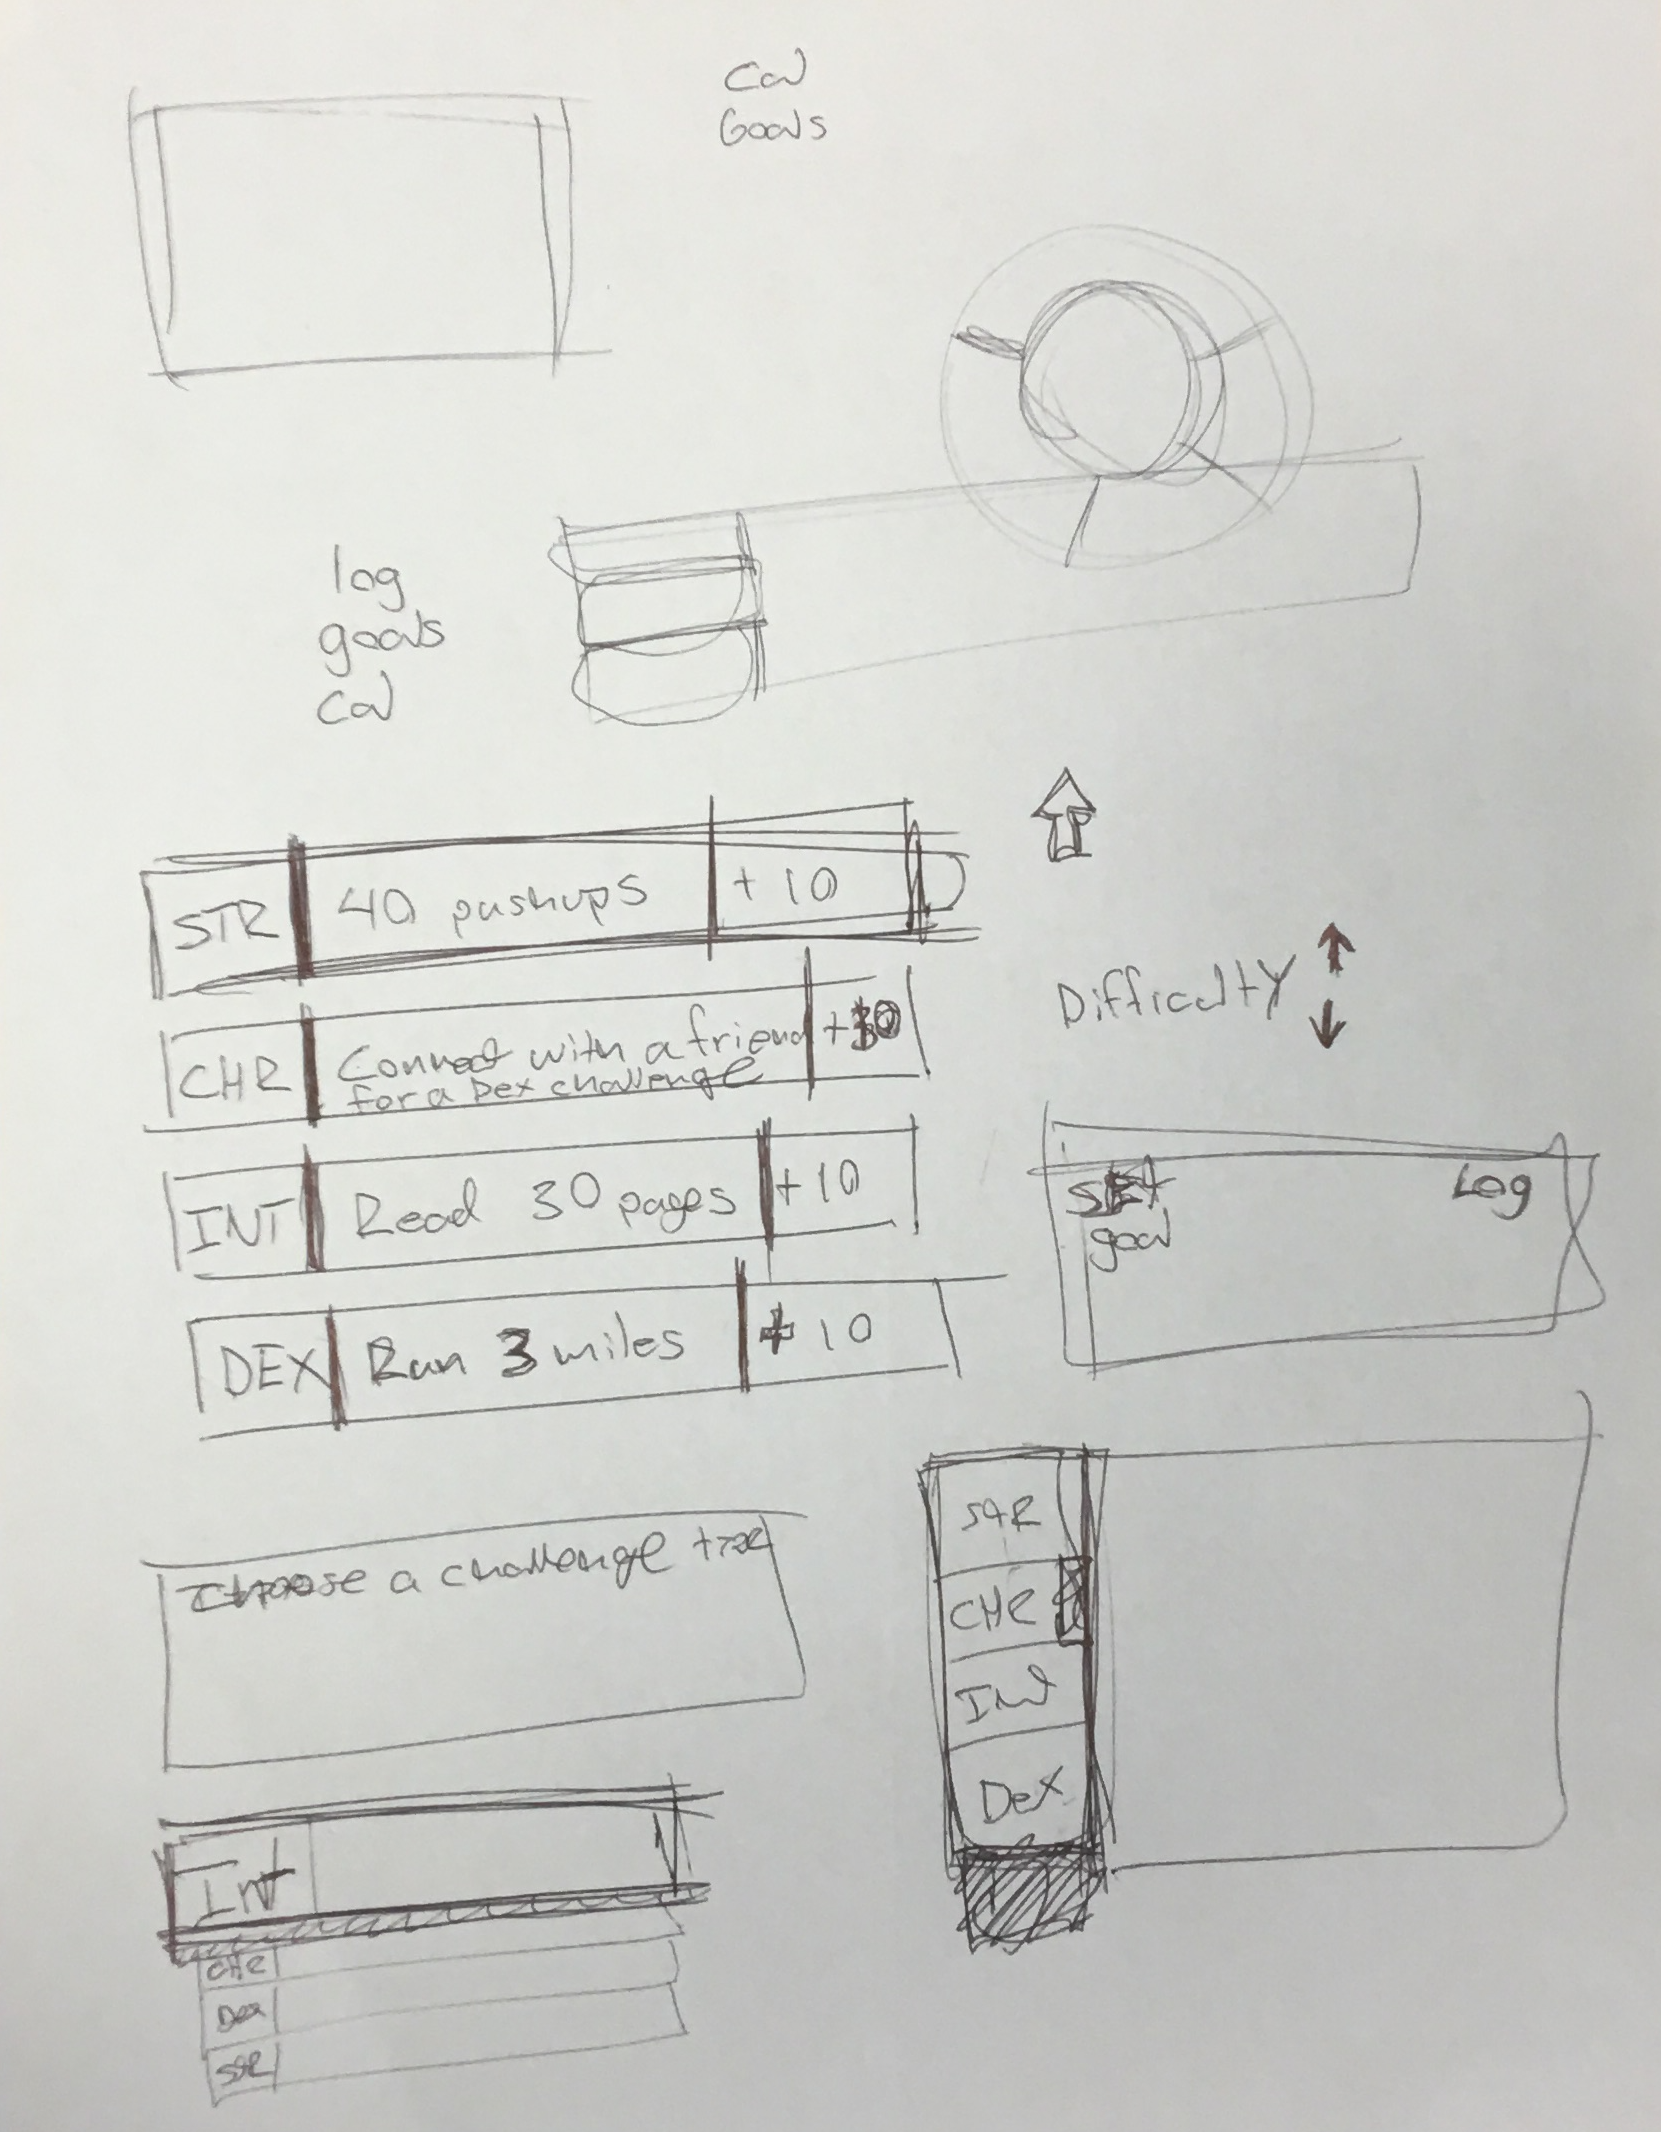 Cal
Goals
log
goals
Cal
STR 40 pushups + 10
CHR Connect with a friend
for a Dex challenge
INT Read 30 pages +10
DEX Run 3 miles + 10
Difficulty
Set Log
goal
Choose a challenge
STR
CHR
Int
Dex
Int
CHR
Dex
STR